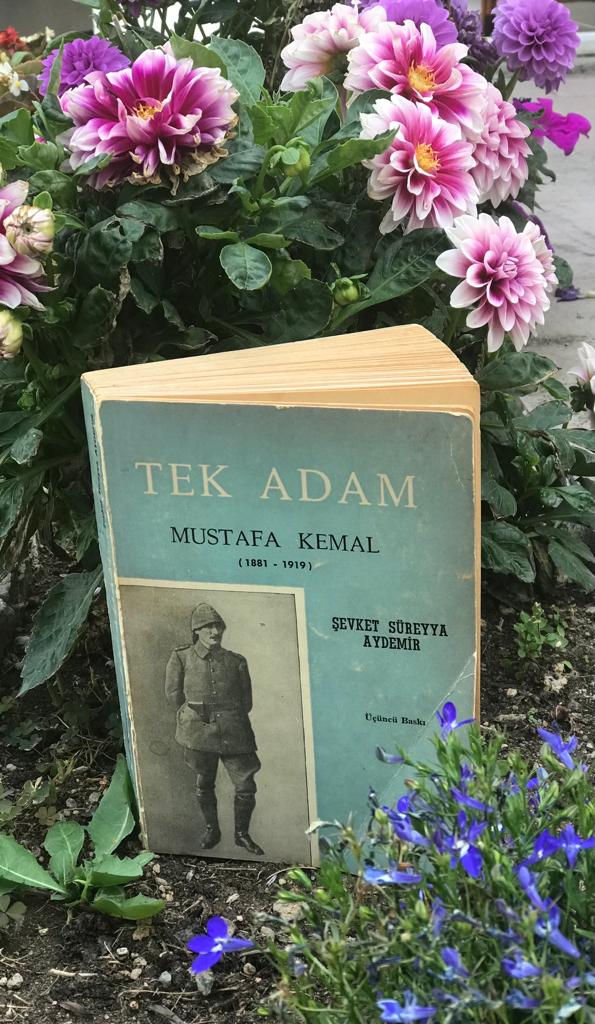 TEK ADAM
MUSTAFA KEMAL
(1881 - 1919)
ŞEVKET SÜREYYA
AYDEMİR
Üçüncü Baskı